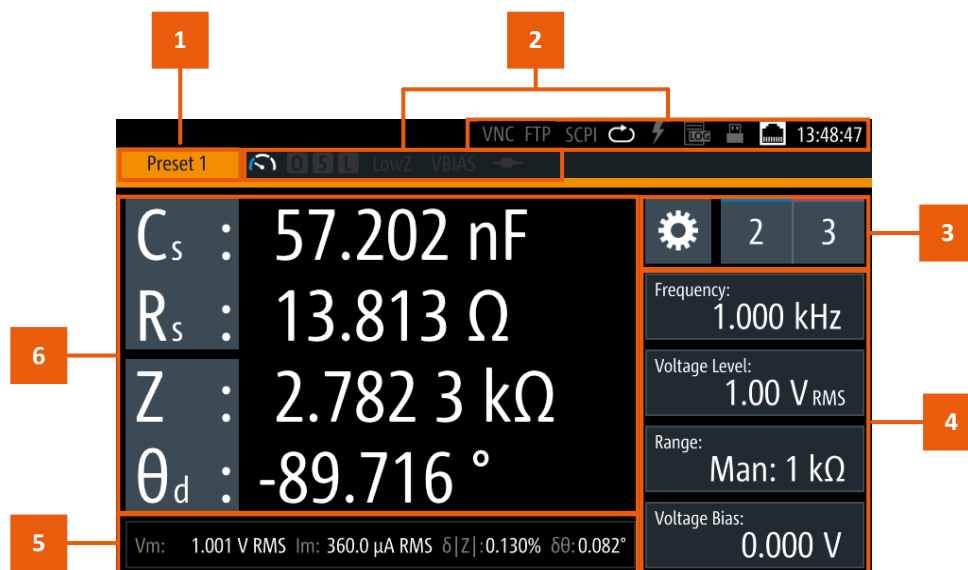 1
2
VNC FTP SCPI LOG 13:48:47
Preset 1 O S L LowZ VBIAS
3
2 3
Cs : 57.202 nF
Rs : 13.813 Ω
Z : 2.782 3 kΩ
θd : -89.716 °
6
Frequency:
1.000 kHz
Voltage Level:
1.00 V RMS
4
Range:
Man: 1 kΩ
Voltage Bias:
0.000 V
5
Vm: 1.001 V RMS Im: 360.0 µA RMS δ|Z|:0.130% δθ:0.082°